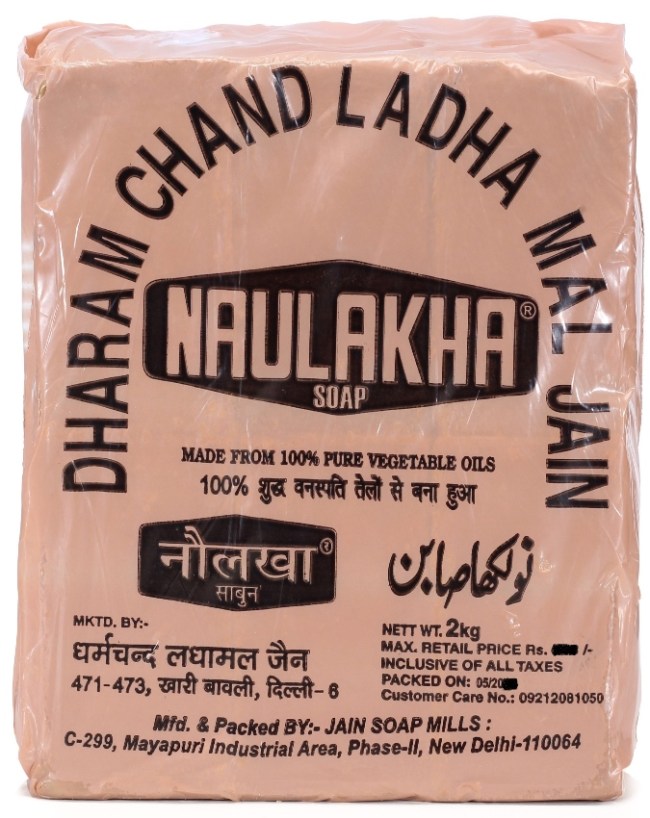 DHARAM CHAND LADHA MAL JAIN
NAULAKHA®
SOAP
MADE FROM 100% PURE VEGETABLE OILS
100% शुद्ध वनस्पति तेलों से बना हुआ
नौलखा®
साबुन
نولکھا صابن
MKTD. BY:-
धर्मचन्द लधामल जैन
471-473, खारी बावली, दिल्ली-6
NETT WT. 2kg
MAX. RETAIL PRICE Rs. /-
INCLUSIVE OF ALL TAXES
PACKED ON: 05/20
Customer Care No.: 09212081050
Mfd. & Packed BY:- JAIN SOAP MILLS :
C-299, Mayapuri Industrial Area, Phase-II, New Delhi-110064